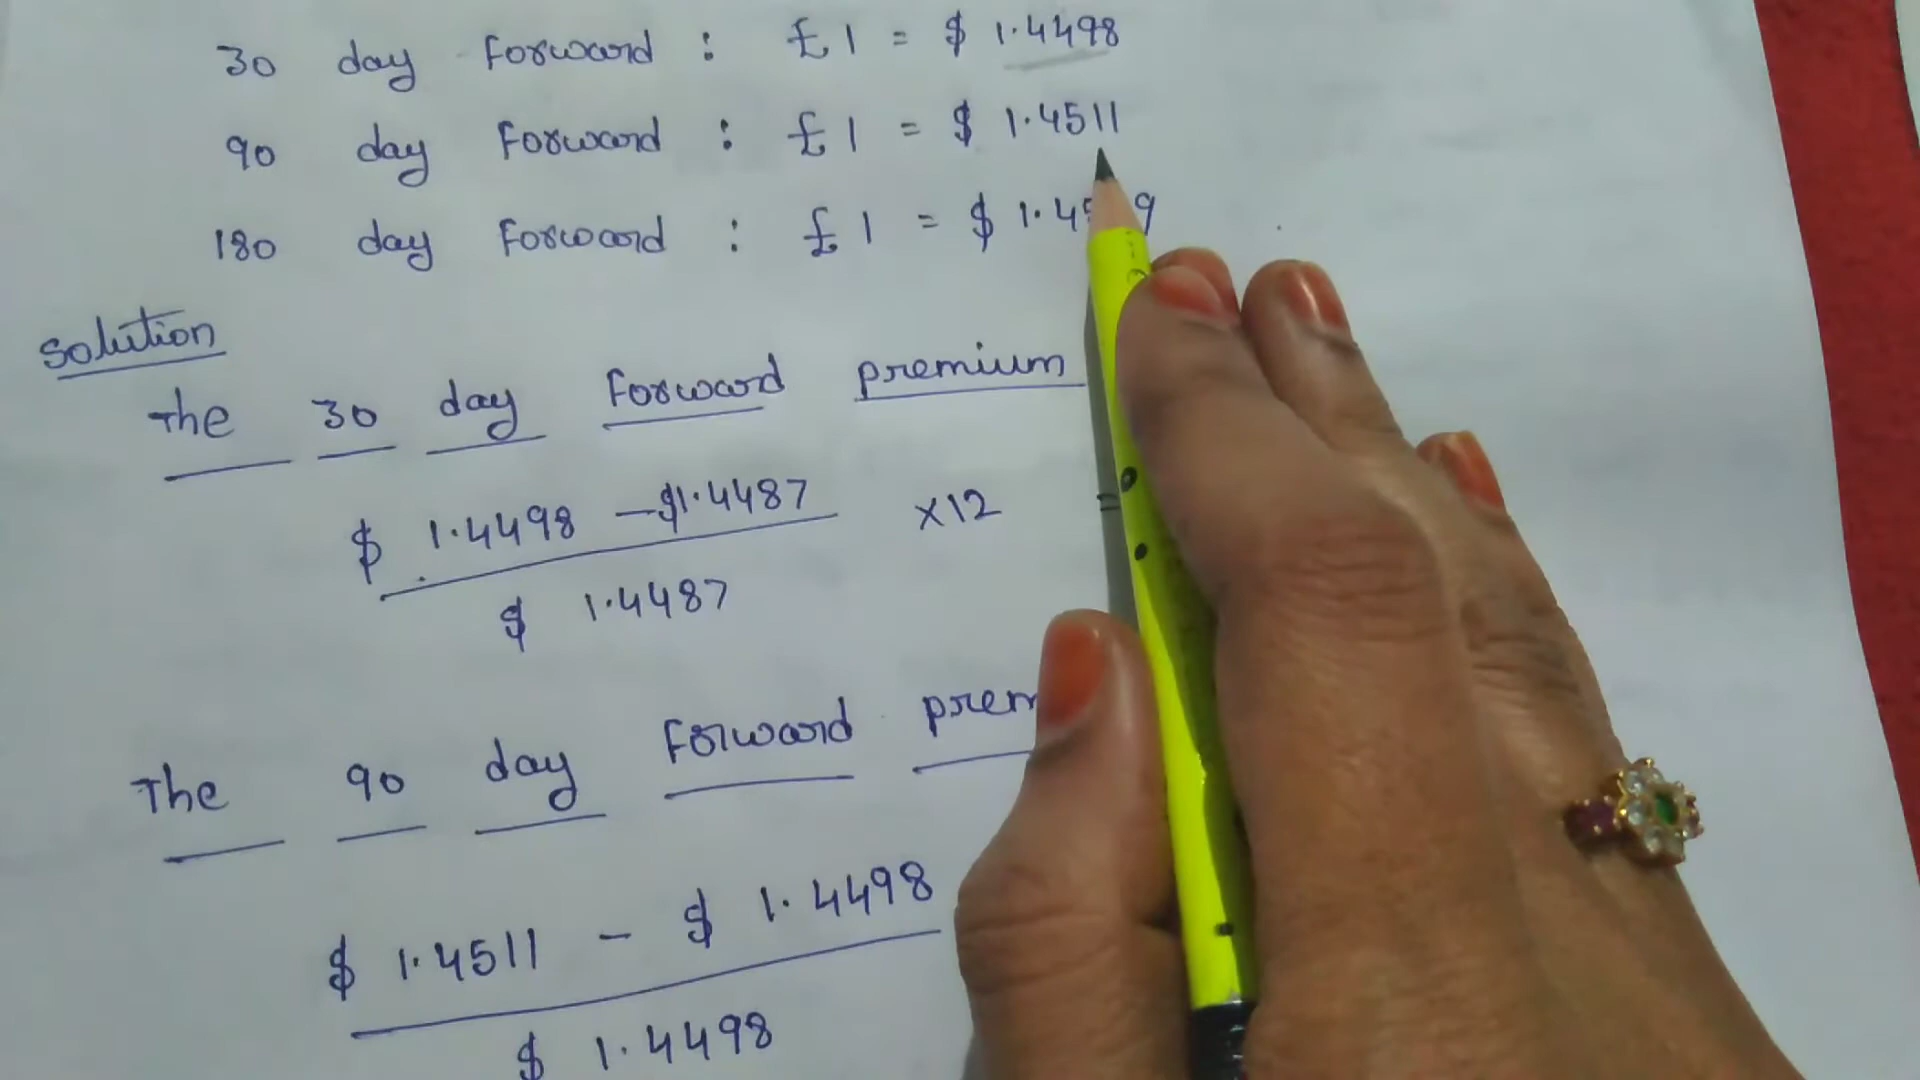 30 day forward : £1 = $ 1.4498
90 day forward : £1 = $ 1.4511
180 day forward : £1 = $
Solution
The 30 day forward premium
$ 1.4498 - $1.4487 ×12 =
$ 1.4487
The 90 day forward
$ 1.4511 - $ 1.4498
$ 1.4498